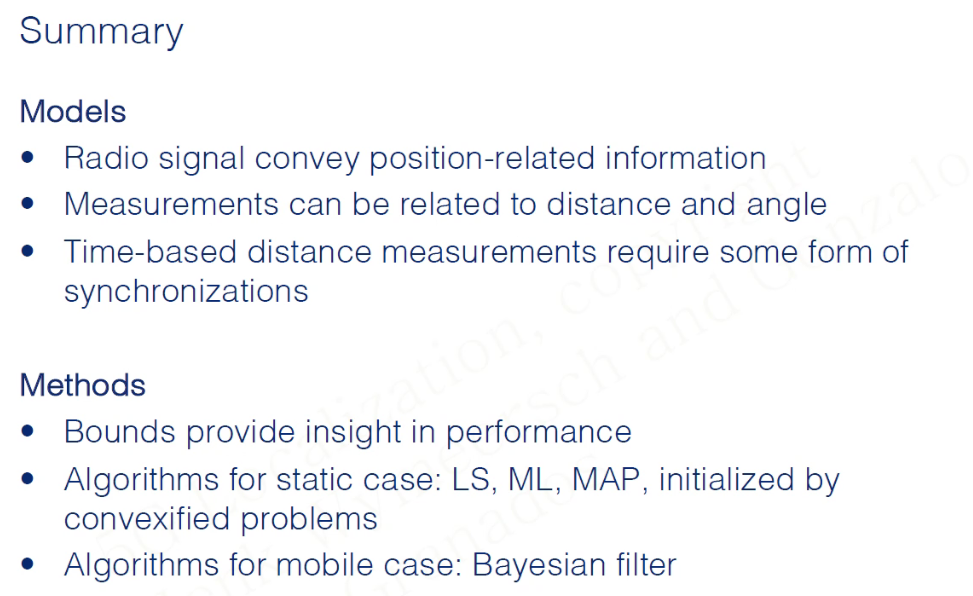 Summary
Models
• Radio signal convey position-related information
• Measurements can be related to distance and angle
• Time-based distance measurements require some form of
synchronizations
Methods
• Bounds provide insight in performance
• Algorithms for static case: LS, ML, MAP, initialized by
convexified problems
• Algorithms for mobile case: Bayesian filter